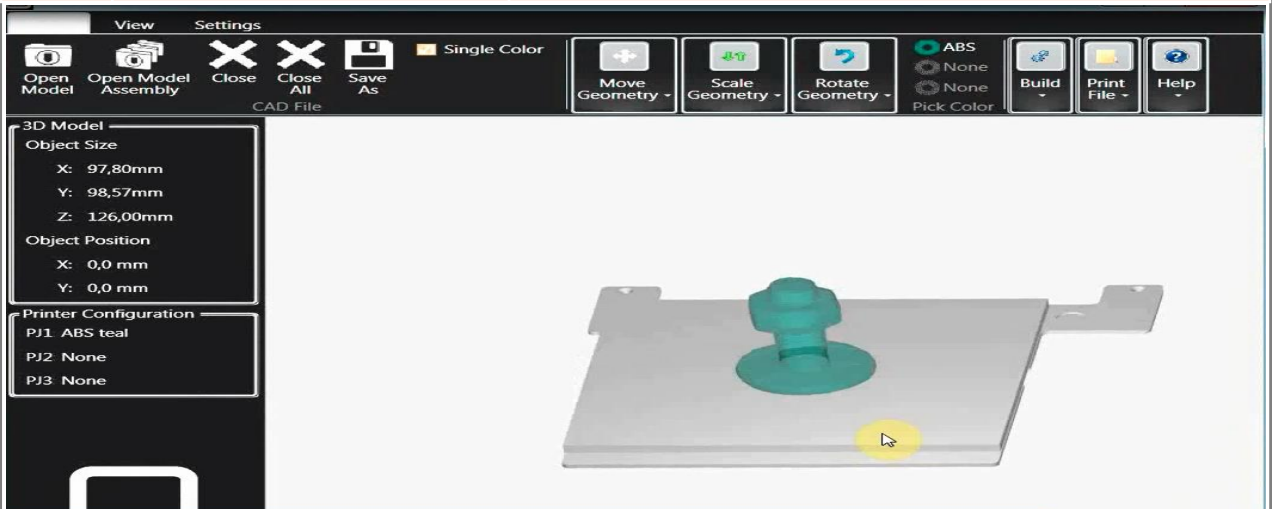 View Settings
Open Model
Open Model Assembly
Close
Close All
Save As
CAD File
Single Color
Move Geometry
Scale Geometry
Rotate Geometry
ABS
None
None
Pick Color
Build
Print File
Help
3D Model
Object Size
X: 97,80mm
Y: 98,57mm
Z: 126,00mm
Object Position
X: 0,0 mm
Y: 0,0 mm
Printer Configuration
PJ1 ABS teal
PJ2 None
PJ3 None